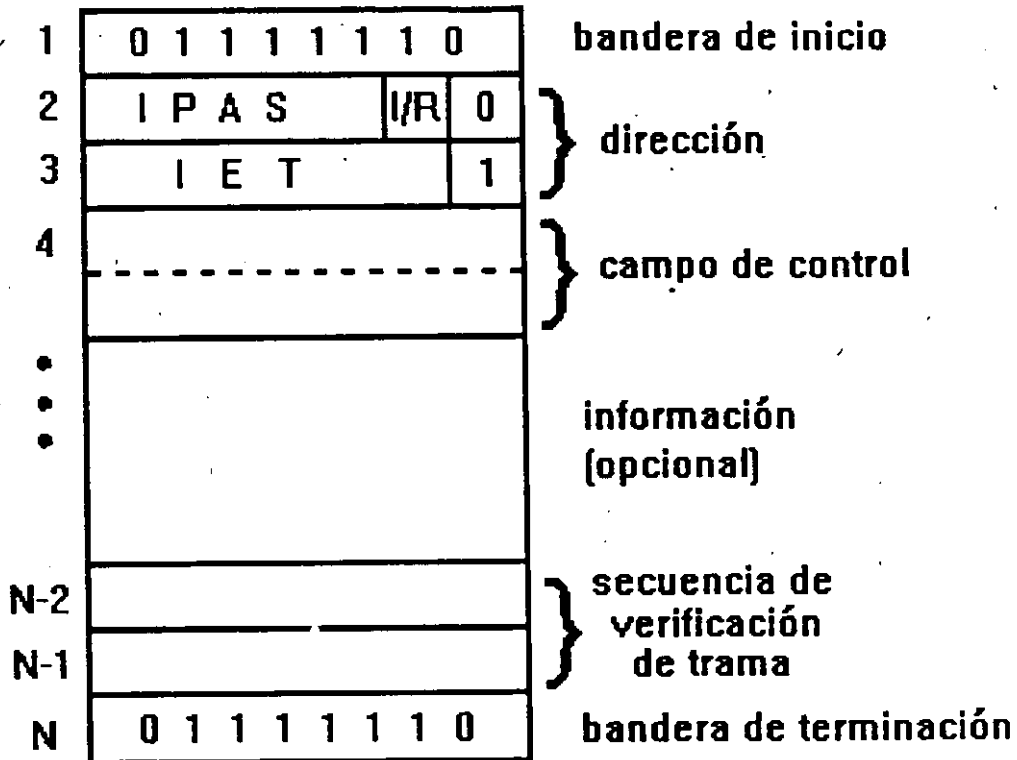 1 0 1 1 1 1 1 1 0 bandera de inicio
2 I P A S I/R 0
dirección
3 I E T 1
4
campo de control
información
(opcional)
N-2 secuencia de
verificación
N-1 de trama
N 0 1 1 1 1 1 1 0 bandera de terminación